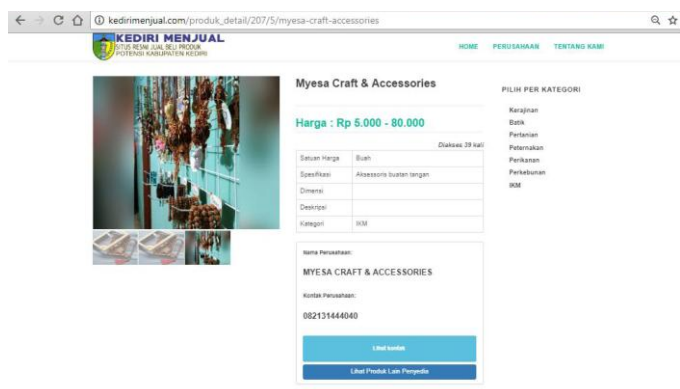 kedirimenjual.com/produk_detail/207/5/myesa-craft-accessories
KEDIRI MENJUAL
SITUS RESMI JUAL BELI PRODUK
POTENSI KABUPATEN KEDIRI
HOME PERUSAHAAN TENTANG KAMI
Myesa Craft & Accessories
Harga : Rp 5.000 - 80.000
Diakses 39 kali
Satuan Harga Buah
Spesifikasi Aksessoris buatan tangan
Dimensi
Deskripsi
Kategori IKM
Nama Perusahaan:
MYESA CRAFT & ACCESSORIES
Kontak Perusahaan:
082131444040
Lihat kontak
Lihat Produk Lain Penyedia
PILIH PER KATEGORI
Kerajinan
Batik
Pertanian
Peternakan
Perikanan
Perkebunan
IKM